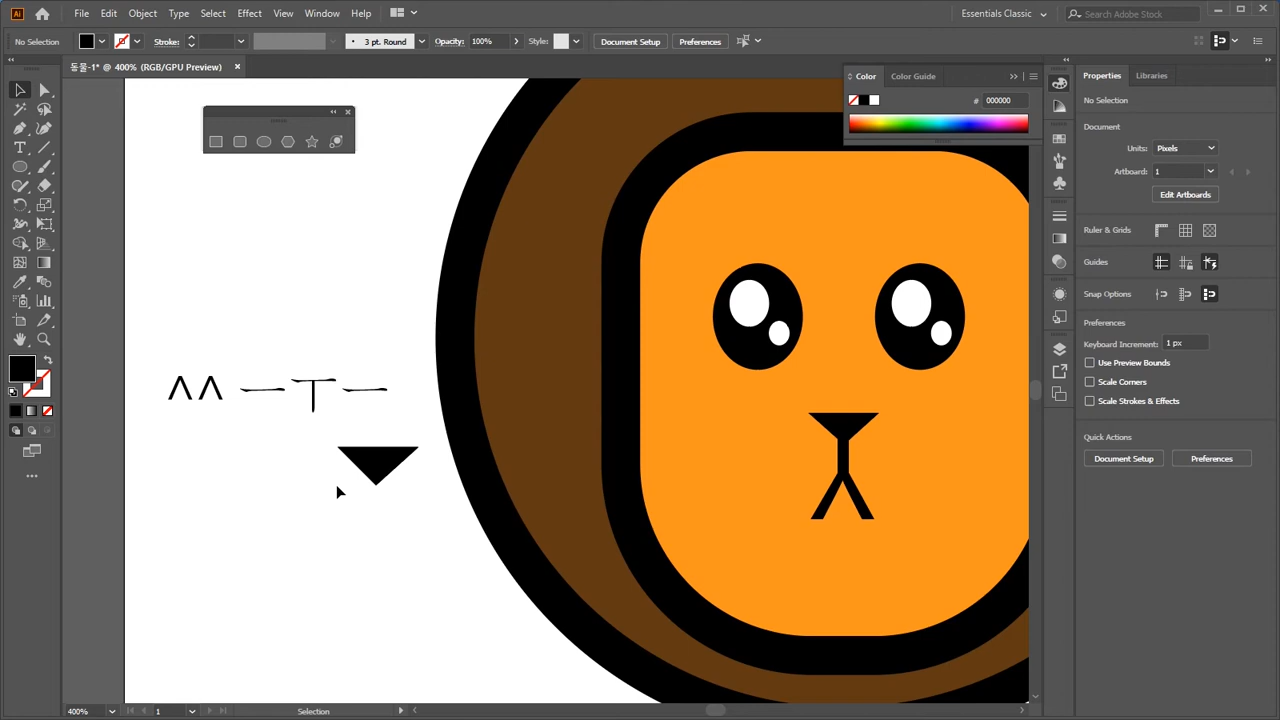 Ai File Edit Object Type Select Effect View Window Help Essentials Classic Search Adobe Stock
No Selection Stroke: 3 pt. Round Opacity: 100% Style: Document Setup Preferences
동물-1* @ 400% (RGB/GPU Preview) ×
Color Color Guide
# 000000
Properties Libraries
No Selection
Document
Units: Pixels
Artboard: 1
Edit Artboards
Ruler & Grids
Guides
Snap Options
Preferences
Keyboard Increment: 1 px
Use Preview Bounds
Scale Corners
Scale Strokes & Effects
Quick Actions
Document Setup Preferences
^^ ㅡㅜㅡ
400% 1 Selection